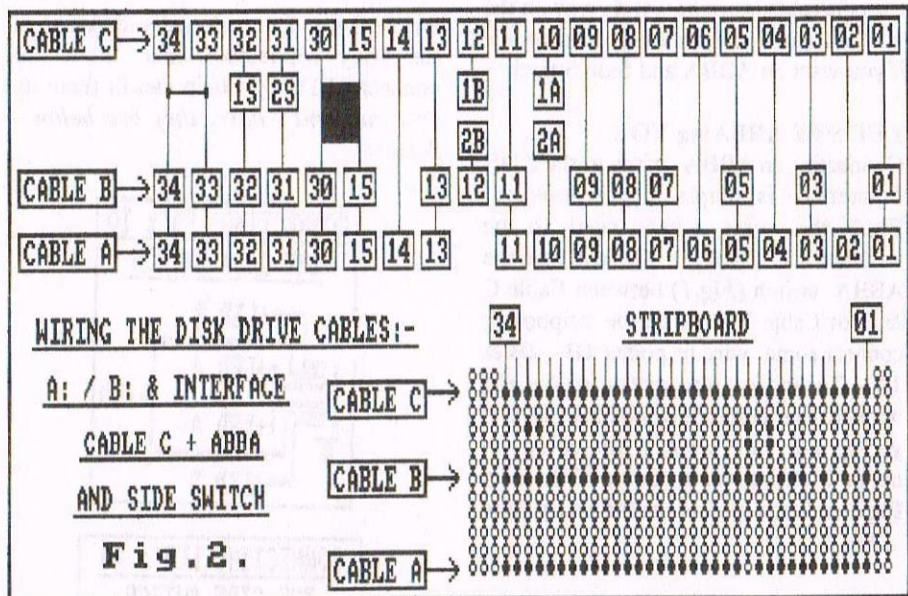 CABLE C 34 33 32 31 30 15 14 13 12 11 10 09 08 07 06 05 04 03 02 01
1S 2S 1B 1A
2B 2A
CABLE B 34 33 32 31 30 15 13 12 11 09 08 07 05 03 01
CABLE A 34 33 32 31 30 15 14 13 11 10 09 08 07 06 05 04 03 02 01
WIRING THE DISK DRIVE CABLES:-
A: / B: & INTERFACE
CABLE C + ABBA
AND SIDE SWITCH
Fig.2.
34 STRIPBOARD 01
CABLE C
CABLE B
CABLE A